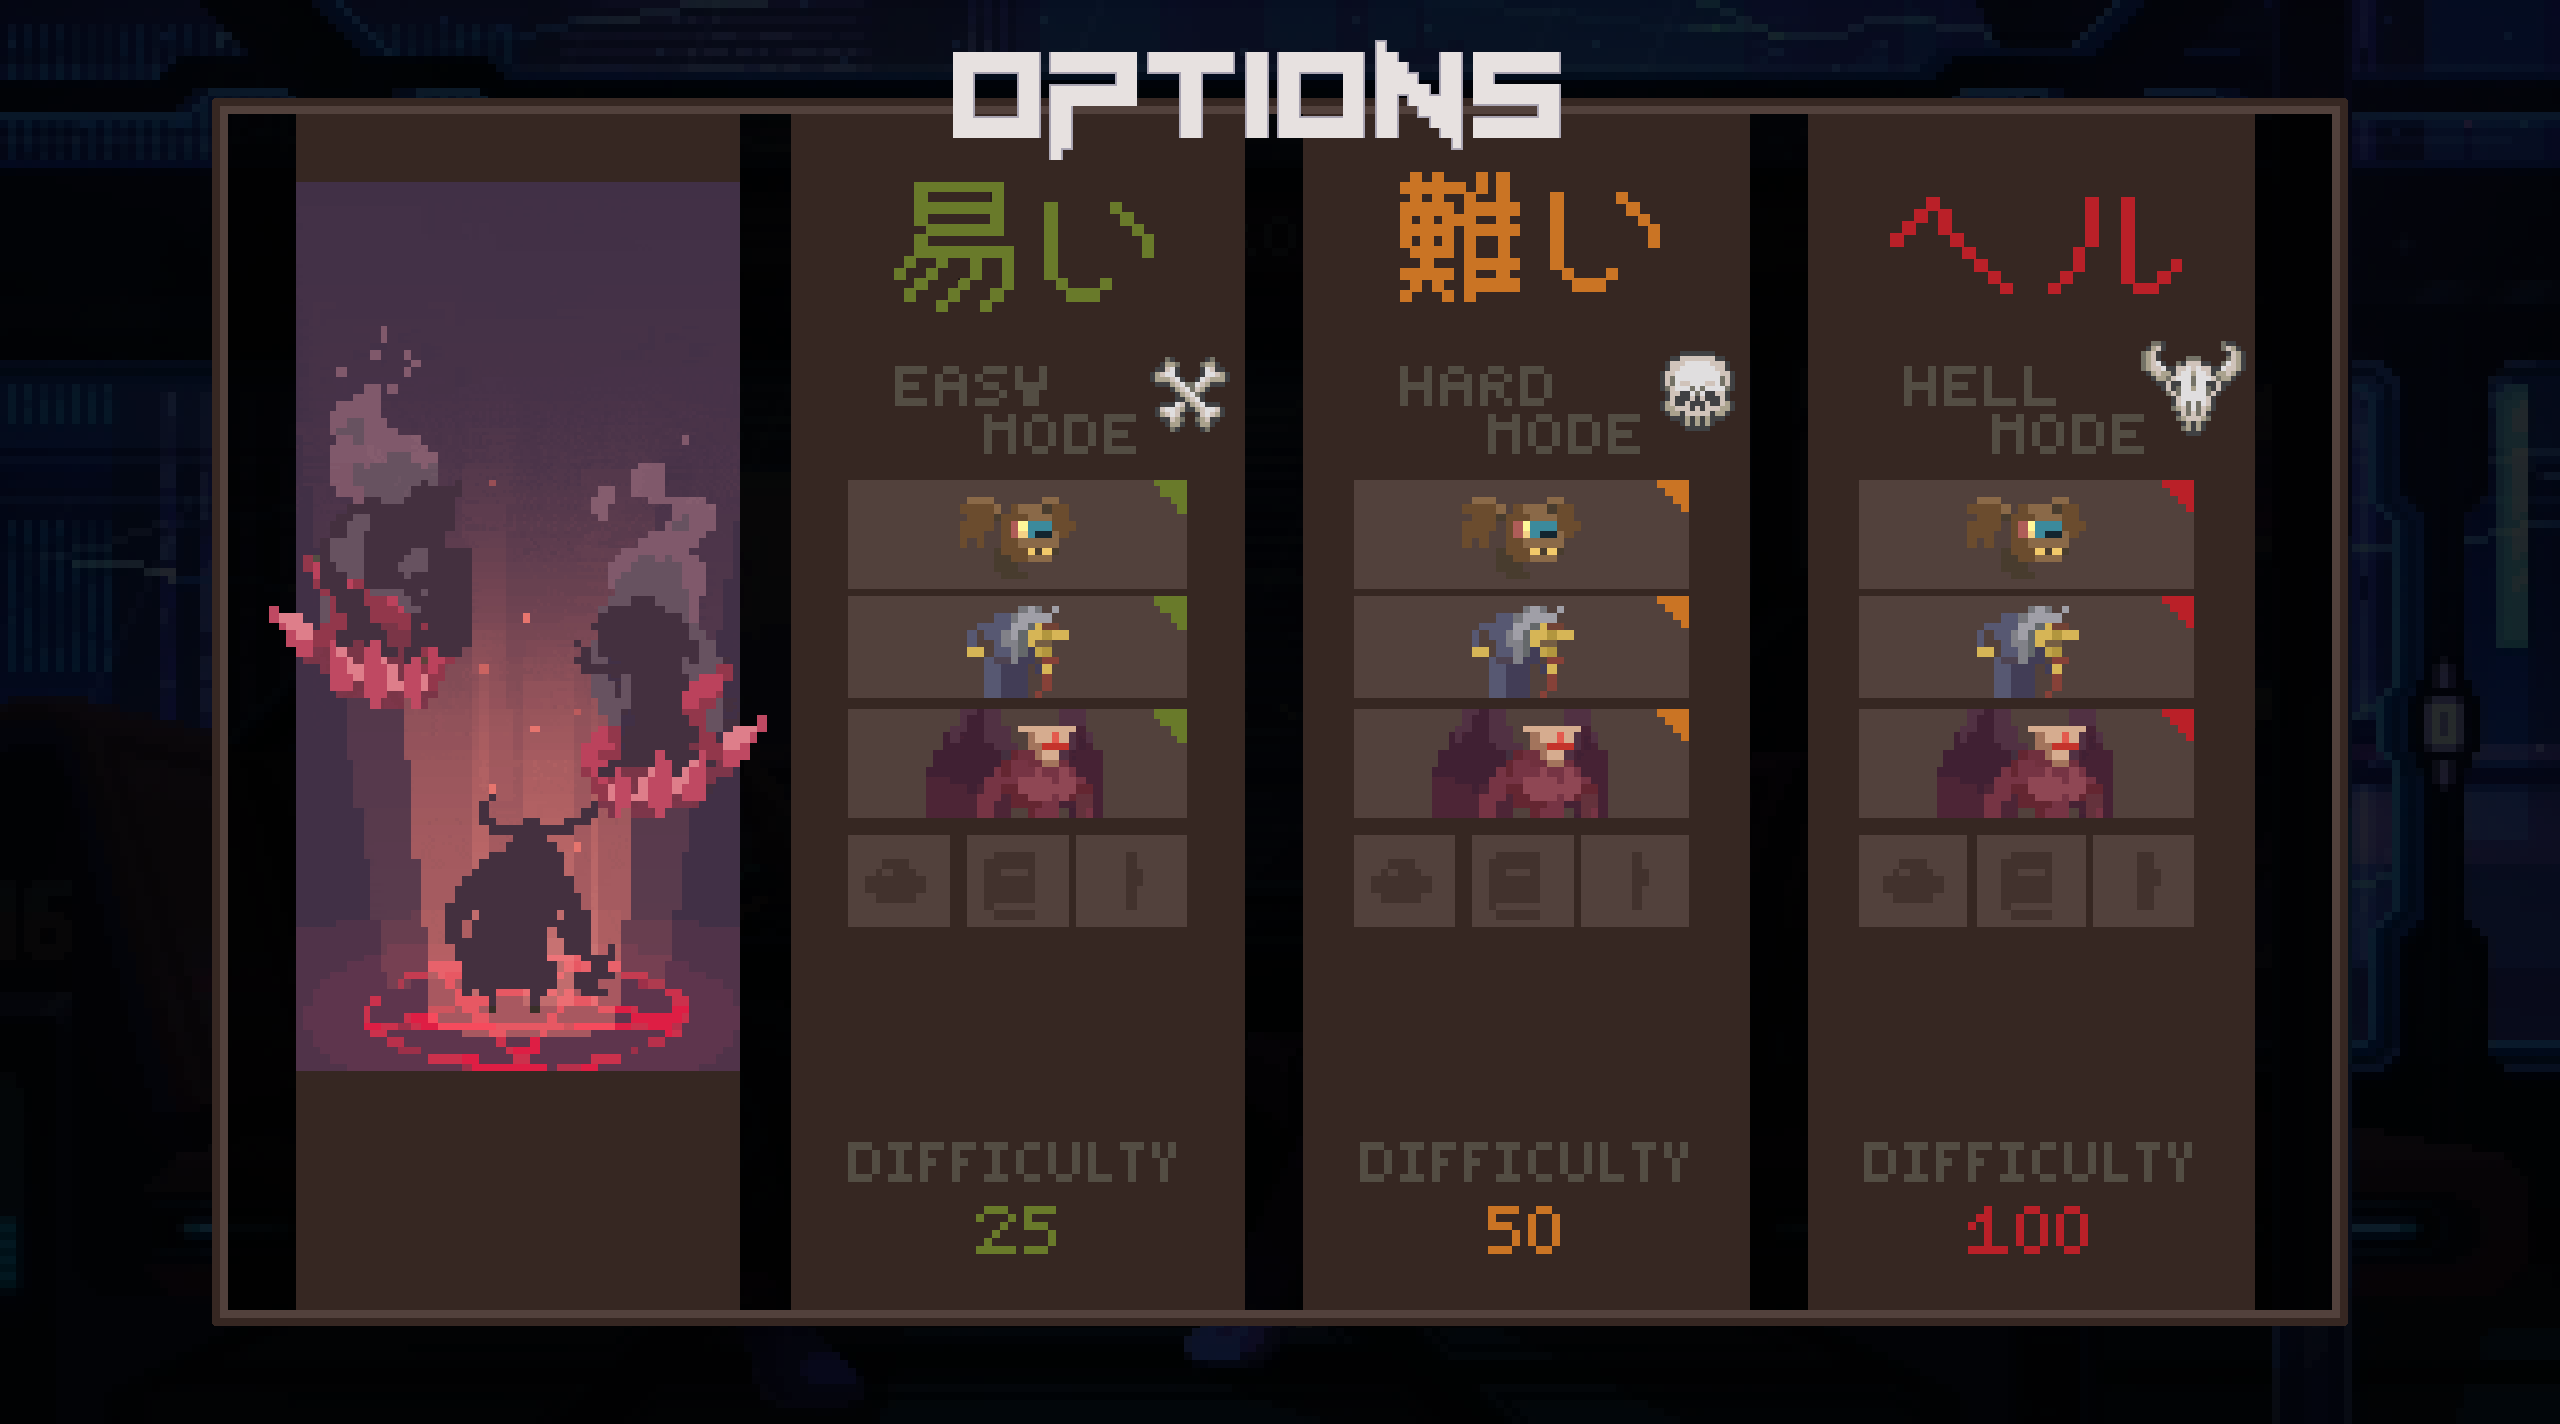 OPTIONS
易い
EASY
MODE
DIFFICULTY
25
難い
HARD
MODE
DIFFICULTY
50
ヘル
HELL
MODE
DIFFICULTY
100